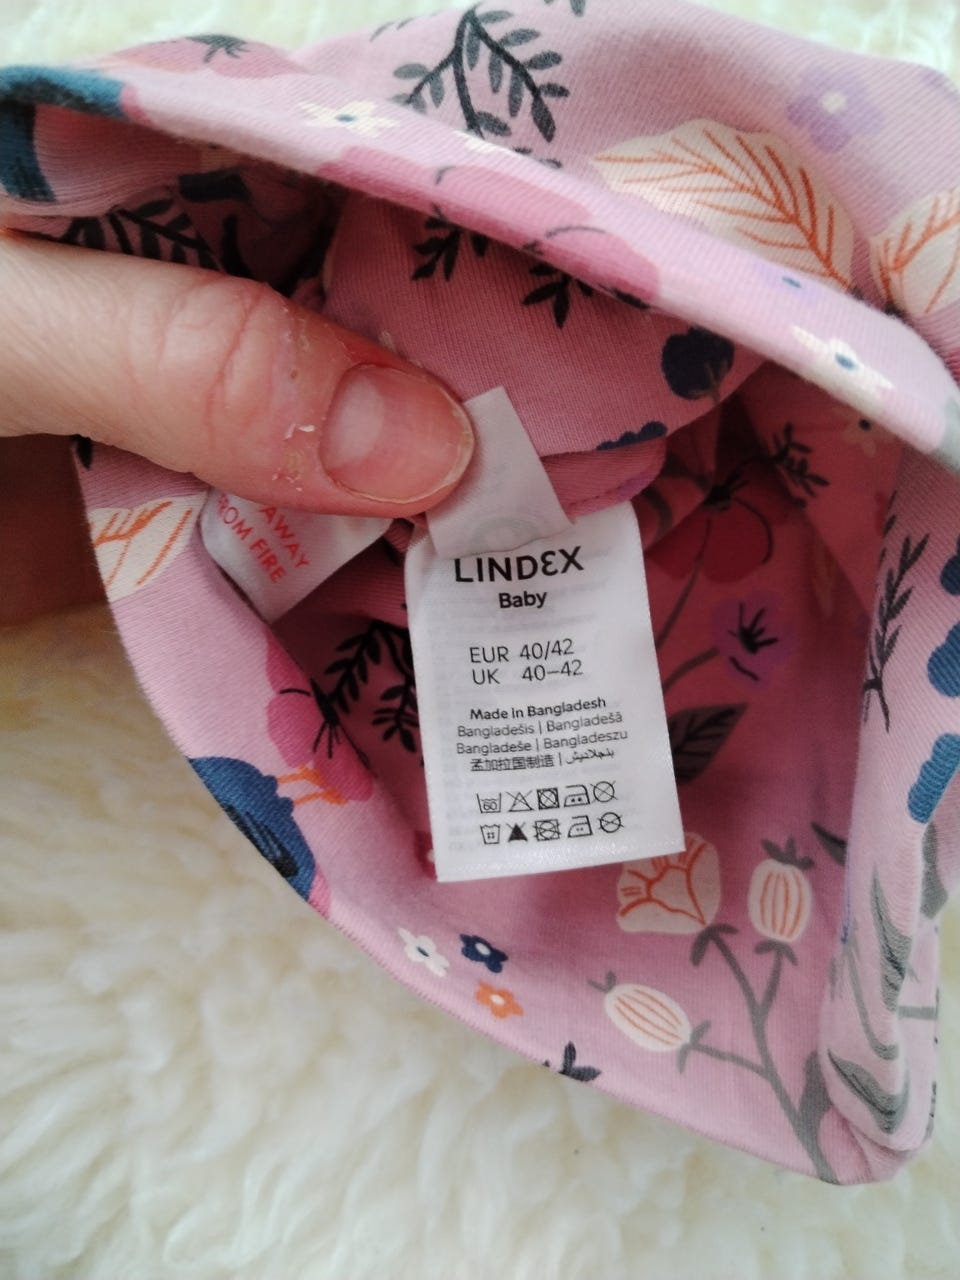 AWAY
FROM FIRE
LINDEX
Baby
EUR 40/42
UK 40–42
Made in Bangladesh
Bangladešis | Bangladešā
Bangladeše | Bangladeszu
孟加拉国制造 | بنجلاديش
60